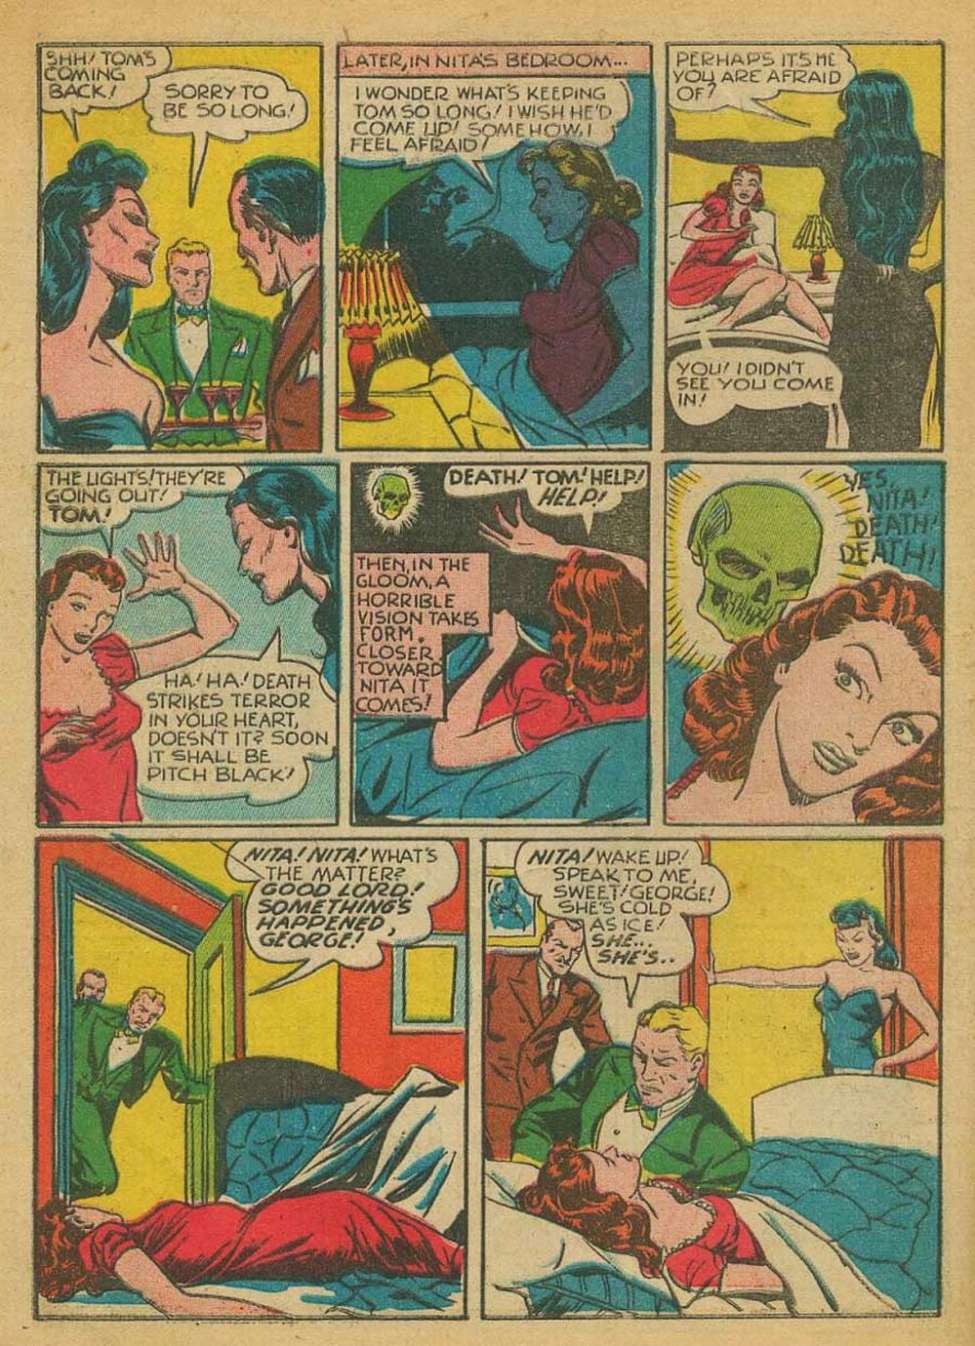 SHH! TOM'S
COMING
BACK!
SORRY TO
BE SO LONG!
LATER, IN NITA'S BEDROOM...
I WONDER WHAT'S KEEPING
TOM SO LONG! I WISH HE'D
COME UP! SOMEHOW, I
FEEL AFRAID!
PERHAPS IT'S ME
YOU ARE AFRAID
OF?
YOU! I DIDN'T
SEE YOU COME
IN!
THE LIGHTS! THEY'RE
GOING OUT!
TOM!
HA! HA! DEATH
STRIKES TERROR
IN YOUR HEART,
DOESN'T IT? SOON
IT SHALL BE
PITCH BLACK!
DEATH! TOM! HELP!
HELP!
THEN, IN THE
GLOOM, A
HORRIBLE
VISION TAKES
FORM.
CLOSER,
TOWARD
NITA IT
COMES!
YES,
NITA!
DEATH!
DEATH!
NITA! NITA! WHAT'S
THE MATTER?
GOOD LORD!
SOMETHING'S
HAPPENED,
GEORGE!
NITA! WAKE UP!
SPEAK TO ME,
SWEET! GEORGE!
SHE'S COLD
AS ICE!
SHE...
SHE'S..